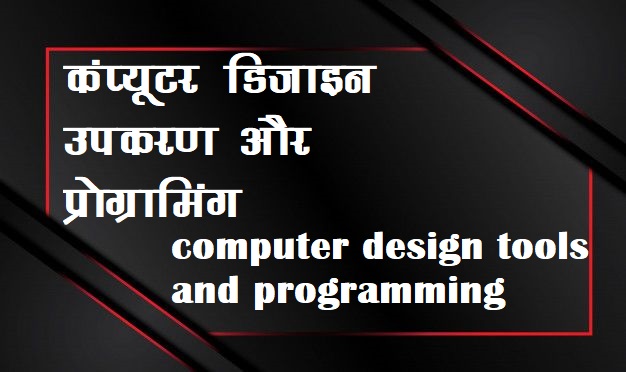 कंप्यूटर डिजाइन
उपकरण और
प्रोग्रामिंग
computer design tools
and programming